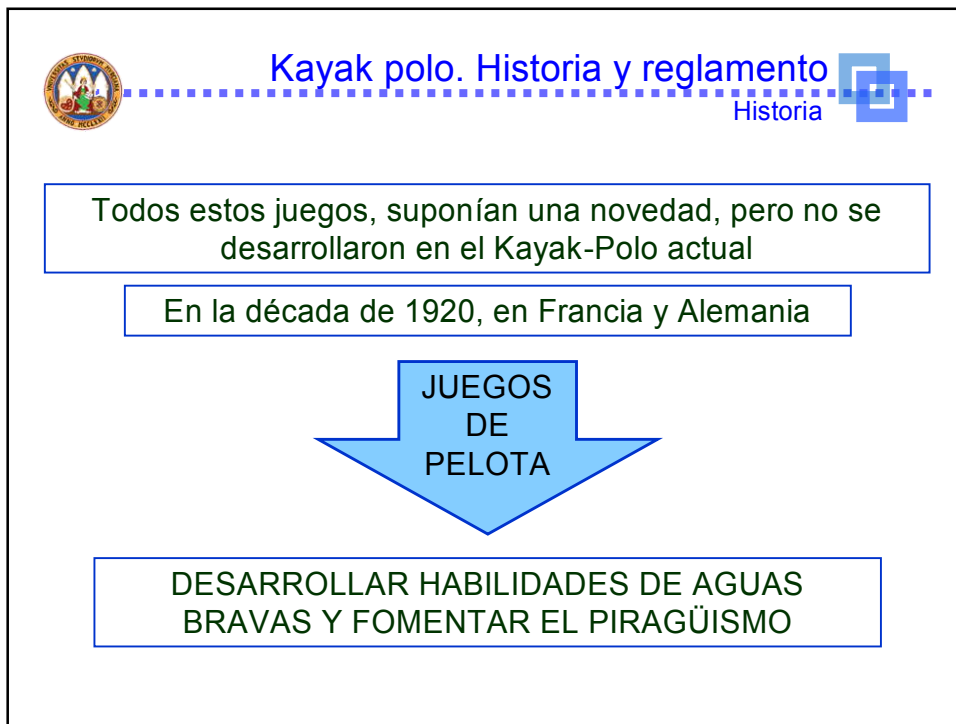 Kayak polo. Historia y reglamento
Historia
Todos estos juegos, suponían una novedad, pero no se
desarrollaron en el Kayak-Polo actual
En la década de 1920, en Francia y Alemania
JUEGOS
DE
PELOTA
DESARROLLAR HABILIDADES DE AGUAS
BRAVAS Y FOMENTAR EL PIRAGÜISMO